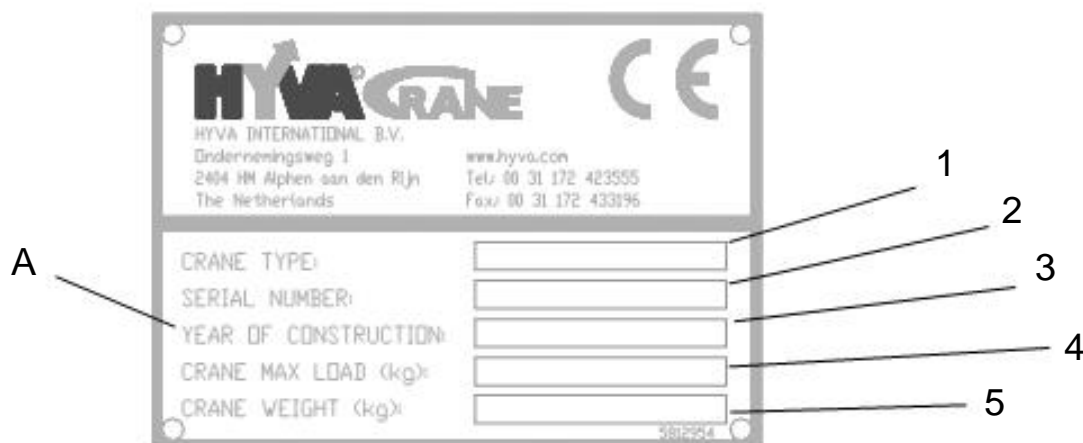 HYVA CRANE CE
HYVA INTERNATIONAL B.V.
Ondernemingsweg 1 www.hyva.com
2404 HM Alphen aan den Rijn Tel: 00 31 172 423555
The Netherlands Fax: 00 31 172 433196
1
CRANE TYPE:
2
SERIAL NUMBER:
A YEAR OF CONSTRUCTION: 3
CRANE MAX LOAD (kg): 4
CRANE WEIGHT (kg): 5
5812954